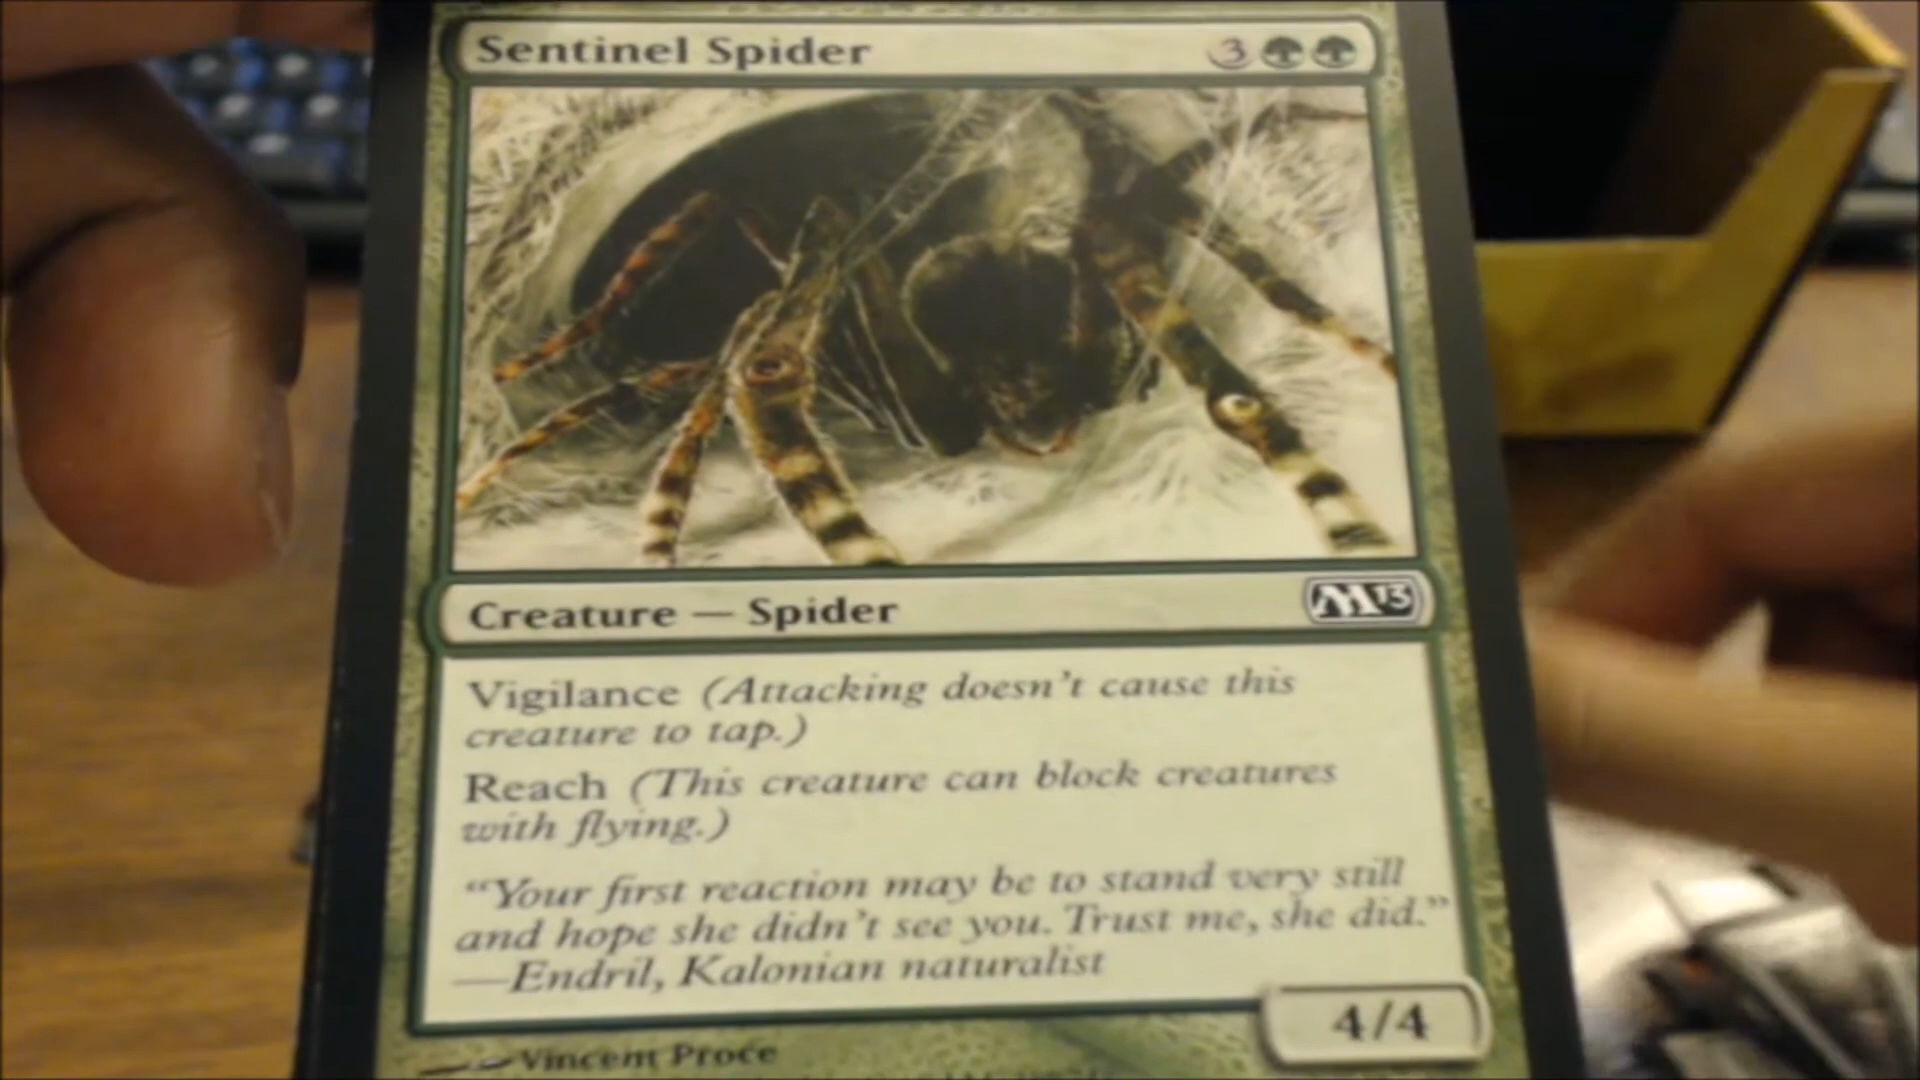 Sentinel Spider 3
Creature — Spider M13
Vigilance (Attacking doesn't cause this
creature to tap.)
Reach (This creature can block creatures
with flying.)
"Your first reaction may be to stand very still
and hope she didn't see you. Trust me, she did."
—Endril, Kalonian naturalist
4/4
Vincent Proce